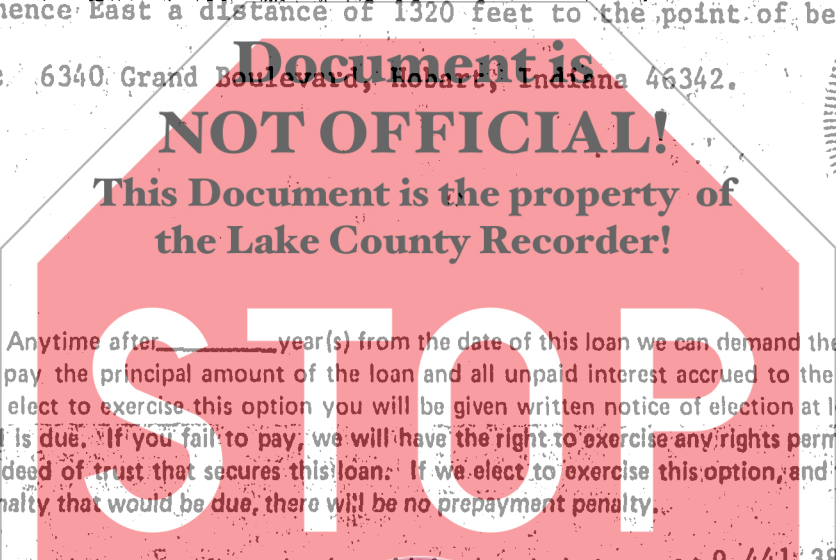 hence East a distance of 1320 feet to the point of be
Document is
6340 Grand Boulevard, Hobart, Indiana 46342.
NOT OFFICIAL!
This Document is the property of
the Lake County Recorder!
STOP
Anytime after__________year(s) from the date of this loan we can demand the
pay the principal amount of the loan and all unpaid interest accrued to the
elect to exercise this option you will be given written notice of election at l
l is due. If you fail to pay, we will have the right to exercise any rights perm
deed of trust that secures this loan. If we elect to exercise this option, and
nalty that would be due, there will be no prepayment penalty.